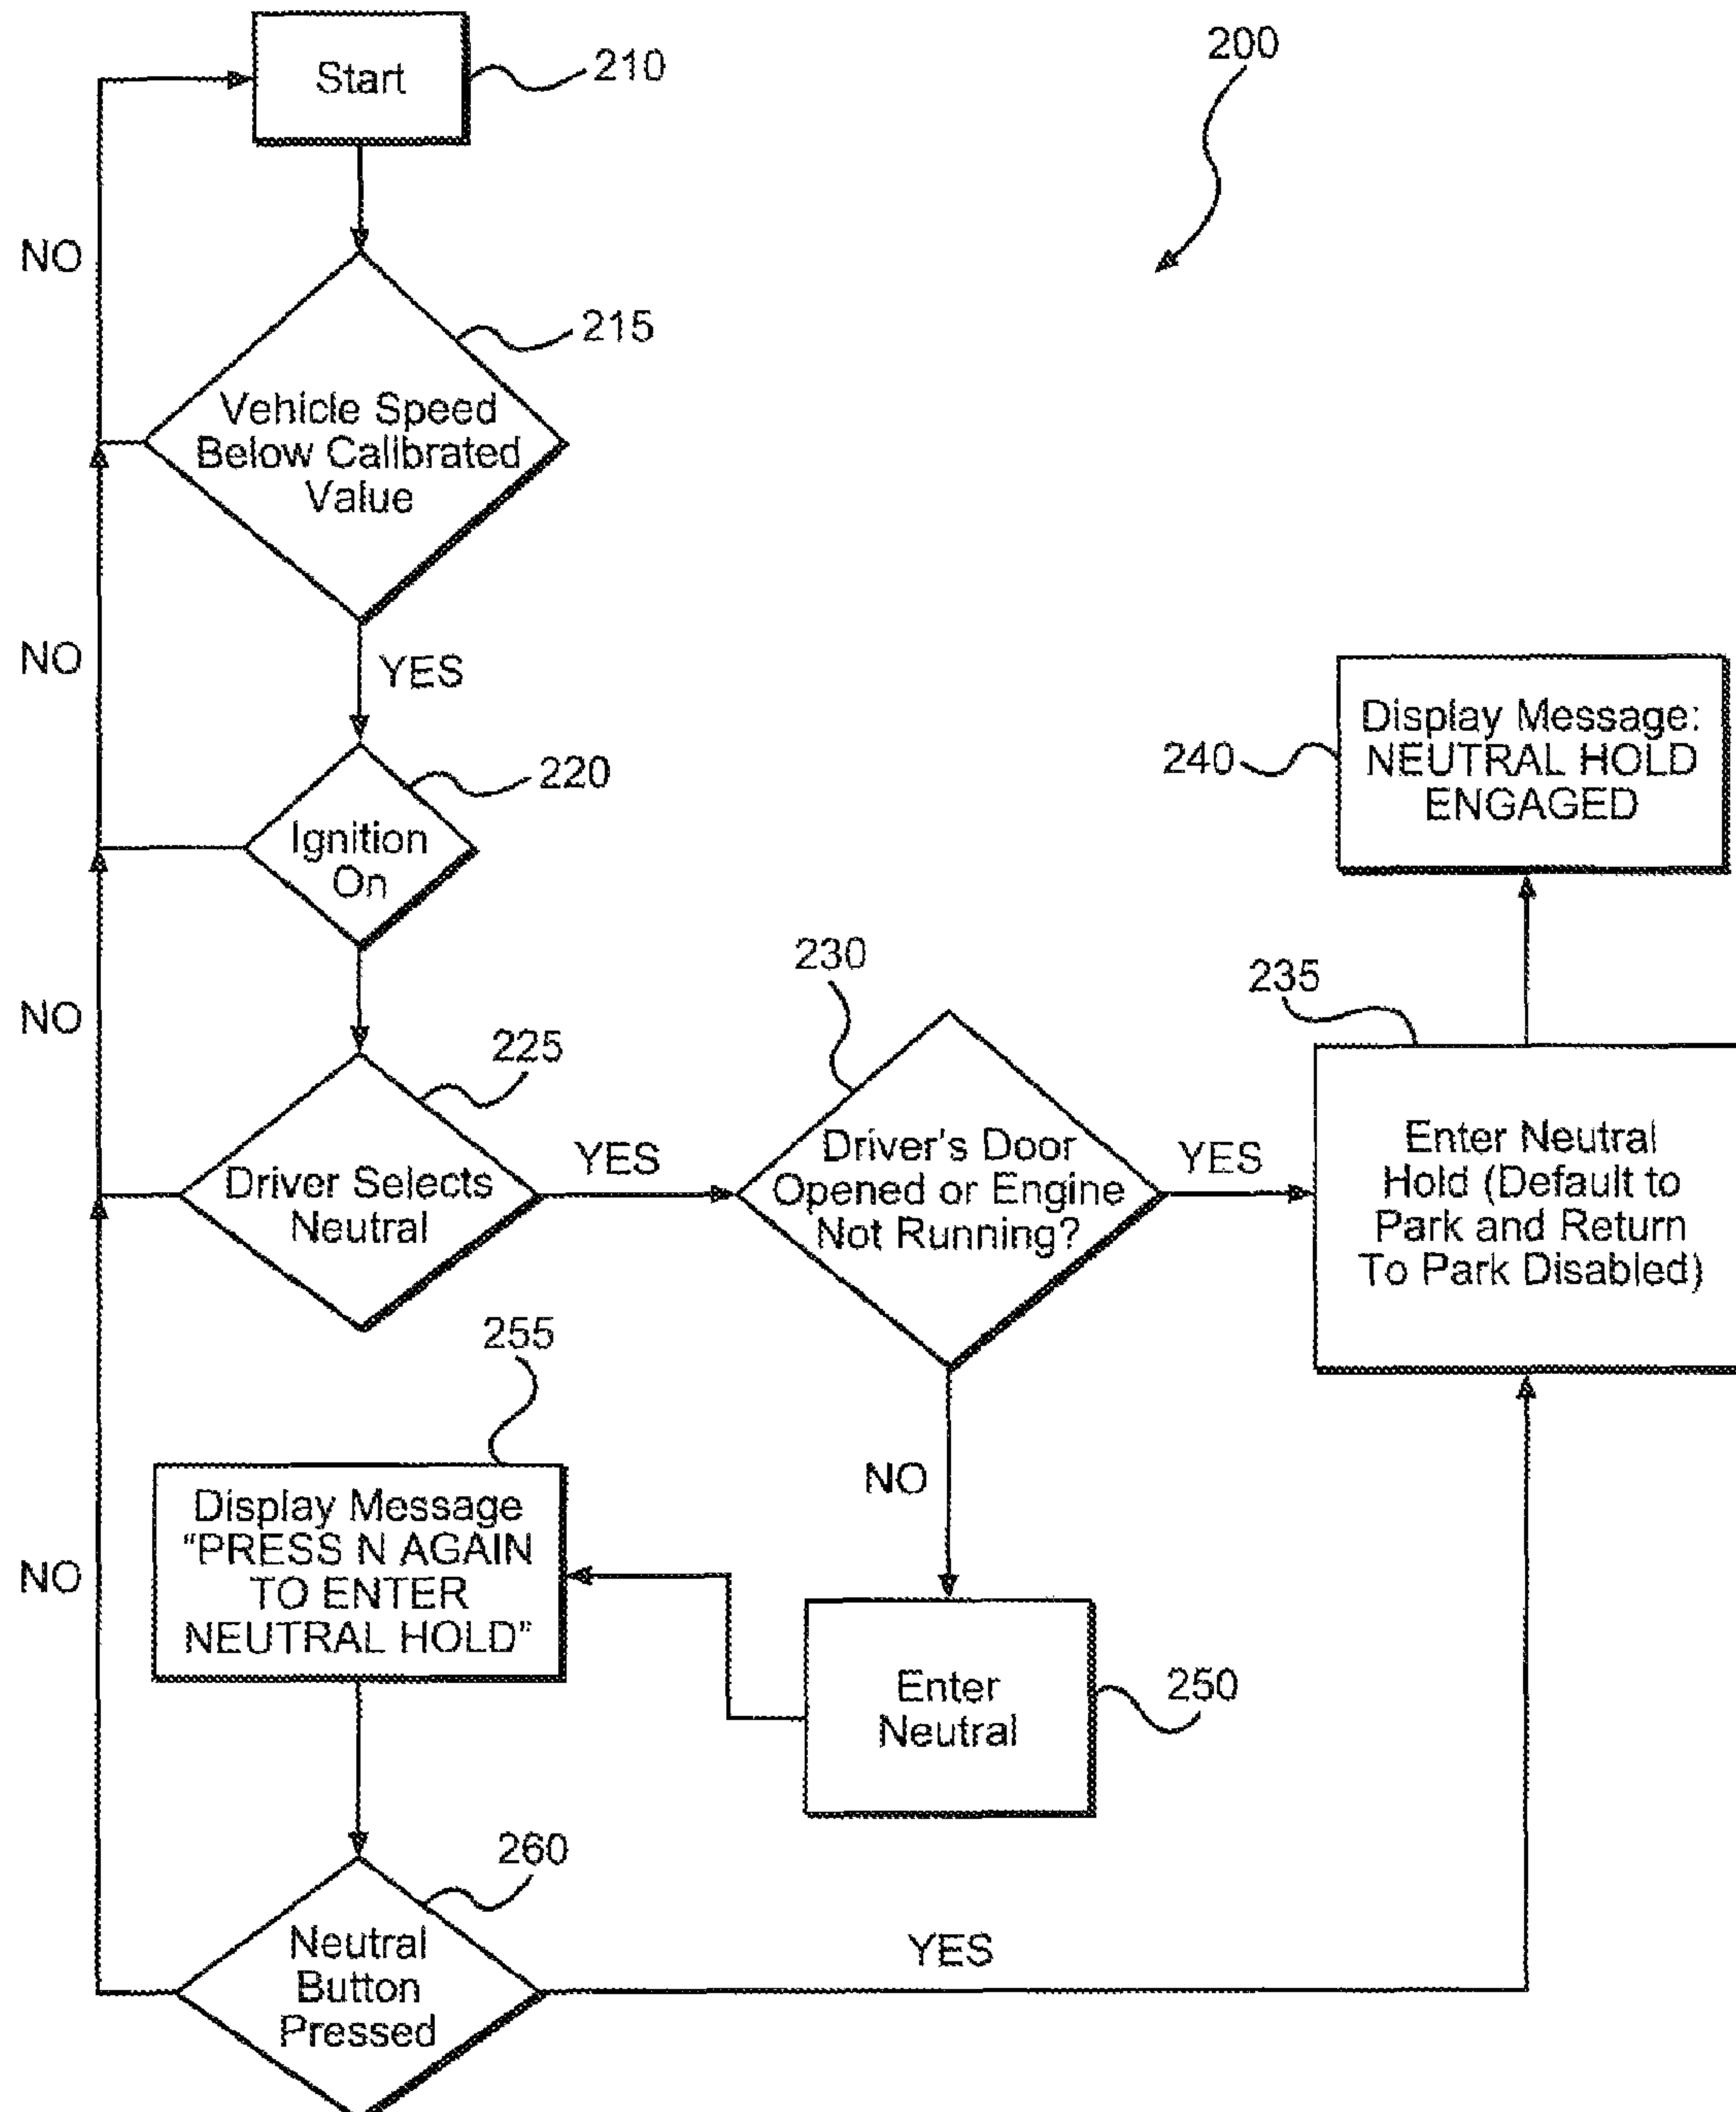 200
Start
210
NO
215
Vehicle Speed
Below Calibrated
Value
NO
YES
220
Ignition
On
Display Message:
NEUTRAL HOLD
ENGAGED
240
NO
225
Driver Selects
Neutral
YES
230
Driver's Door
Opened or Engine
Not Running?
YES
235
Enter Neutral
Hold (Default to
Park and Return
To Park Disabled)
255
Display Message
“PRESS N AGAIN
TO ENTER
NEUTRAL HOLD”
NO
NO
Enter
Neutral
250
260
Neutral
Button
Pressed
YES